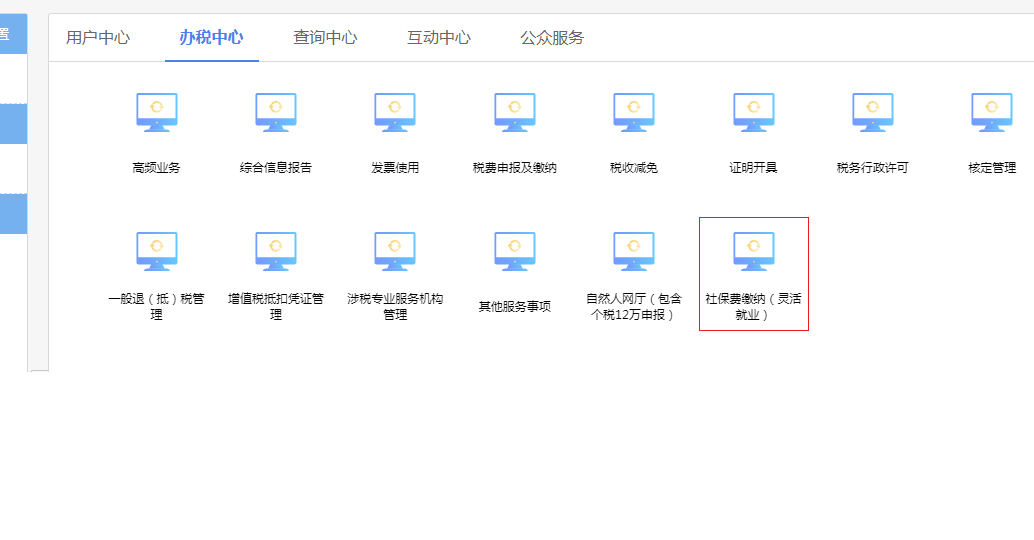 置
用户中心
办税中心
查询中心
互动中心
公众服务
高频业务
综合信息报告
发票使用
税费申报及缴纳
税收减免
证明开具
税务行政许可
核定管理
一般退（抵）税管
理
增值税抵扣凭证管
理
涉税专业服务机构
管理
其他服务事项
自然人网厅（包含
个税12万申报）
社保费缴纳（灵活
就业）